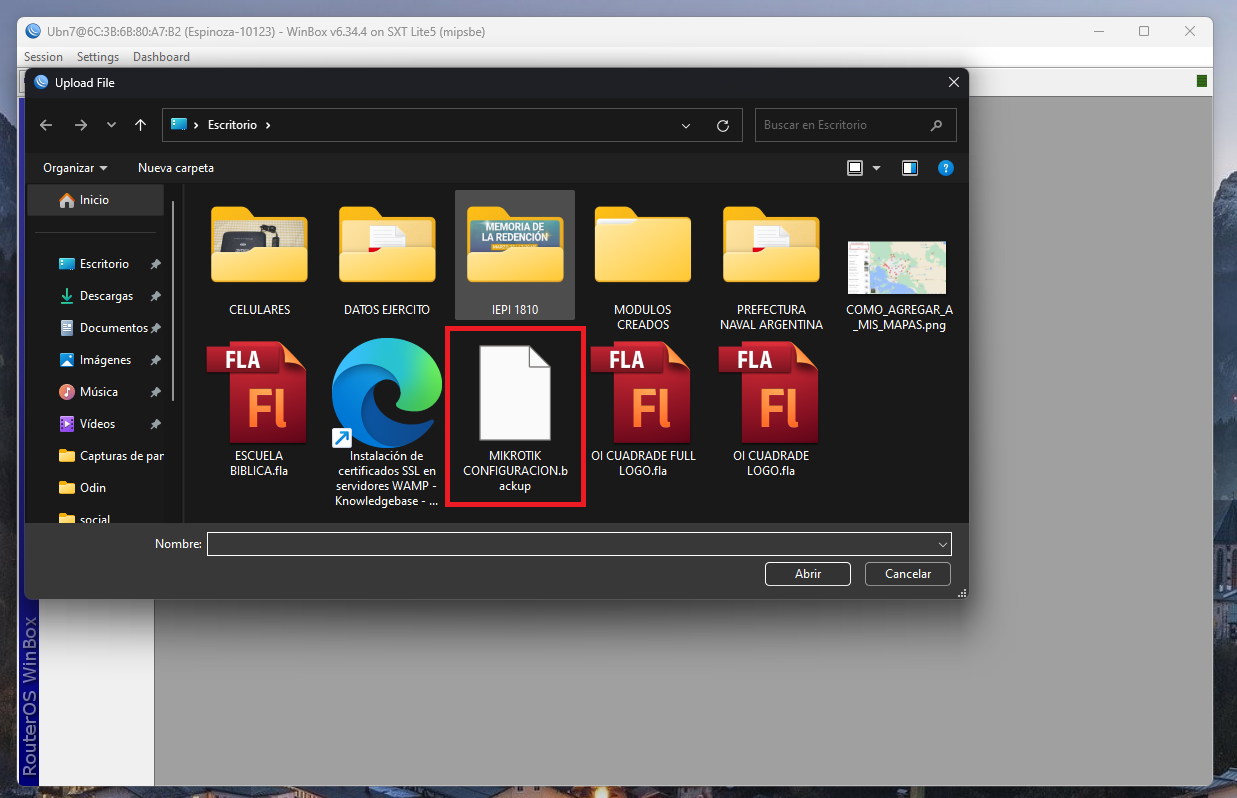 Ubn7@6C:3B:6B:80:A7:B2 (Espinoza-10123) - WinBox v6.34.4 on SXT Lite5 (mipsbe)
Session Settings Dashboard
Upload File
Escritorio
Buscar en Escritorio
Organizar
Nueva carpeta
?
Inicio
Escritorio
Descargas
Documentos
Imágenes
Música
Vídeos
Capturas de par
Odin
social
MEMORIA DE
LA REDENCIÓN
CELULARES
DATOS EJERCITO
IEPI 1810
MODULOS
CREADOS
PREFECTURA
NAVAL ARGENTINA
COMO_AGREGAR_A
_MIS_MAPAS.png
FLA
Fl
ESCUELA
BIBLICA.fla
Instalación de
certificados SSL en
servidores WAMP -
Knowledgebase - ...
MIKROTIK
CONFIGURACION.b
ackup
FLA
Fl
OI CUADRADE FULL
LOGO.fla
FLA
Fl
OI CUADRADE
LOGO.fla
Nombre:
Abrir
Cancelar
RouterOS WinBox